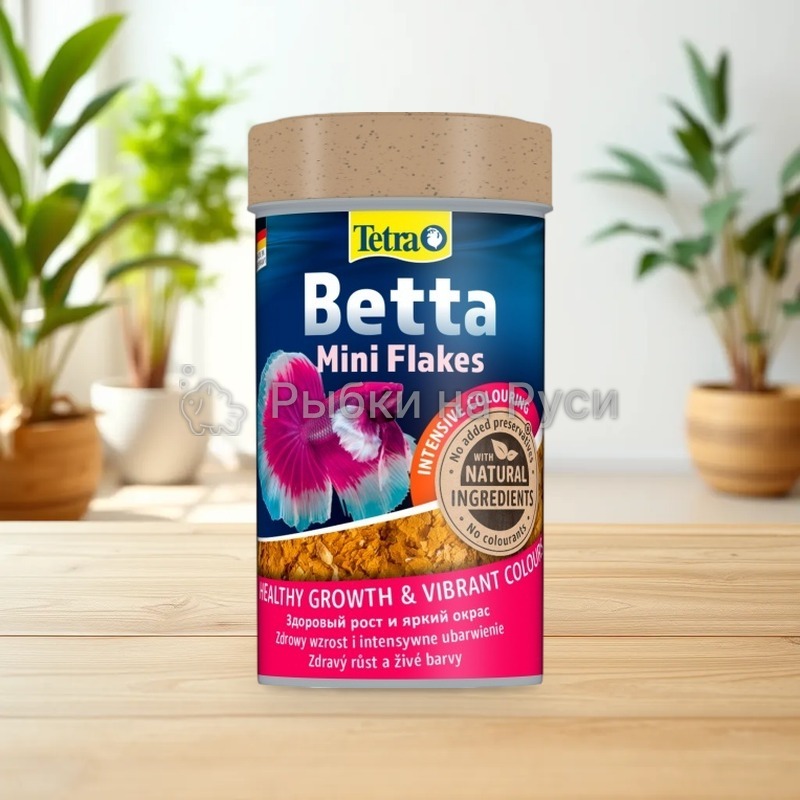 Tetra
Betta
Mini Flakes
Рыбки на Руси
INTENSIVE COLOURING
No added preservatives
WITH
NATURAL
INGREDIENTS
No colourants
HEALTHY GROWTH & VIBRANT COLOURS
Здоровый рост и яркий окрас
Zdrowy wzrost i intensywne ubarwienie
Zdravý růst a živé barvy